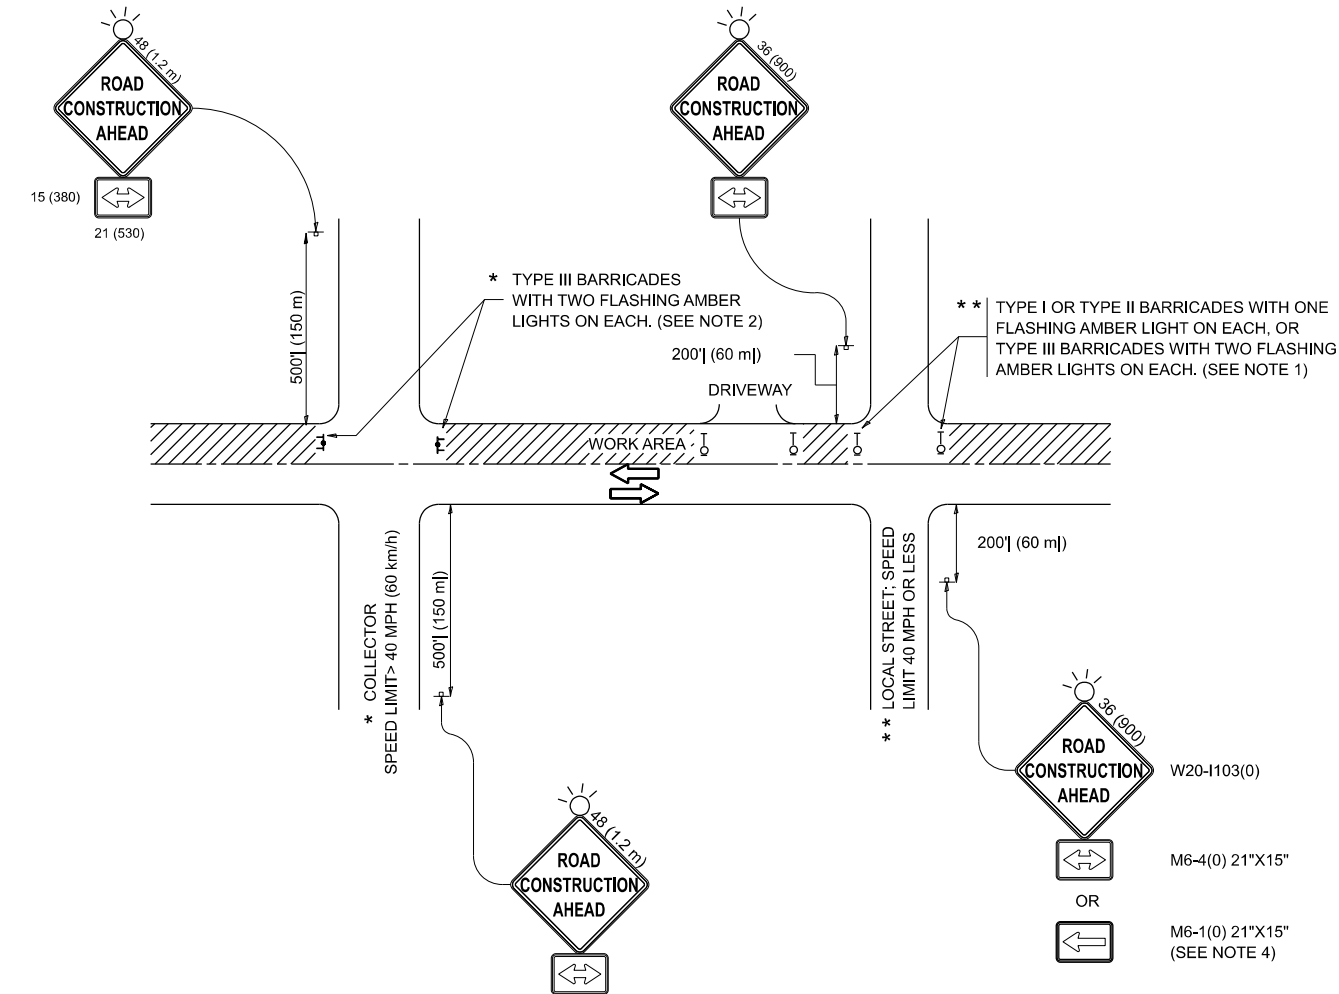 48 (1.2 m)
ROAD
CONSTRUCTION
AHEAD
15 (380)
21 (530)
36 (900)
ROAD
CONSTRUCTION
AHEAD
500'| (150 m)
* TYPE III BARRICADES
WITH TWO FLASHING AMBER
LIGHTS ON EACH. (SEE NOTE 2)
200'| (60 m|)
DRIVEWAY
* * TYPE I OR TYPE II BARRICADES WITH ONE
FLASHING AMBER LIGHT ON EACH, OR
TYPE III BARRICADES WITH TWO FLASHING
AMBER LIGHTS ON EACH. (SEE NOTE 1)
WORK AREA
* COLLECTOR
SPEED LIMIT> 40 MPH (60 km/h)
500'| (150 m|)
* * LOCAL STREET; SPEED
LIMIT 40 MPH OR LESS
200'| (60 m|)
48 (1.2 m)
ROAD
CONSTRUCTION
AHEAD
36 (900)
ROAD
CONSTRUCTION
AHEAD
W20-I103(0)
M6-4(0) 21"X15"
OR
M6-1(0) 21"X15"
(SEE NOTE 4)